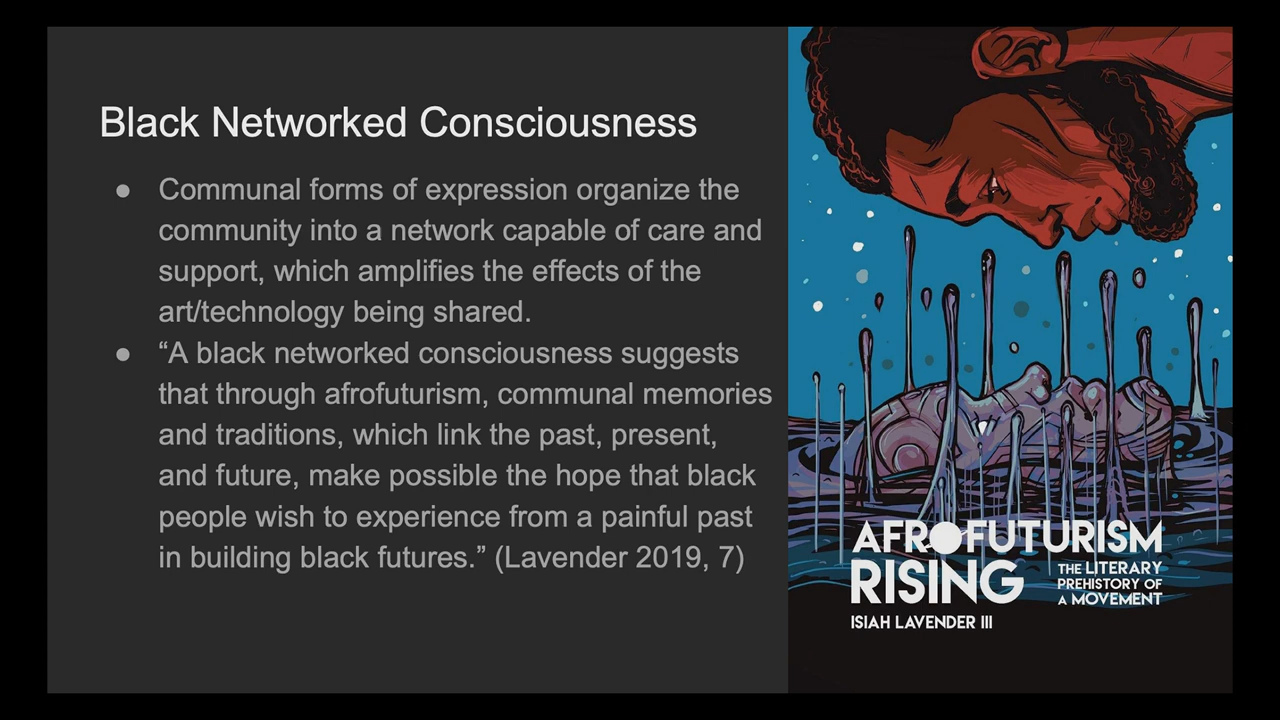 Black Networked Consciousness
● Communal forms of expression organize the
community into a network capable of care and
support, which amplifies the effects of the
art/technology being shared.
● “A black networked consciousness suggests
that through afrofuturism, communal memories
and traditions, which link the past, present,
and future, make possible the hope that black
people wish to experience from a painful past
in building black futures.” (Lavender 2019, 7)
AFROFUTURISM
RISING
THE LITERARY
PREHISTORY OF
A MOVEMENT
ISIAH LAVENDER III